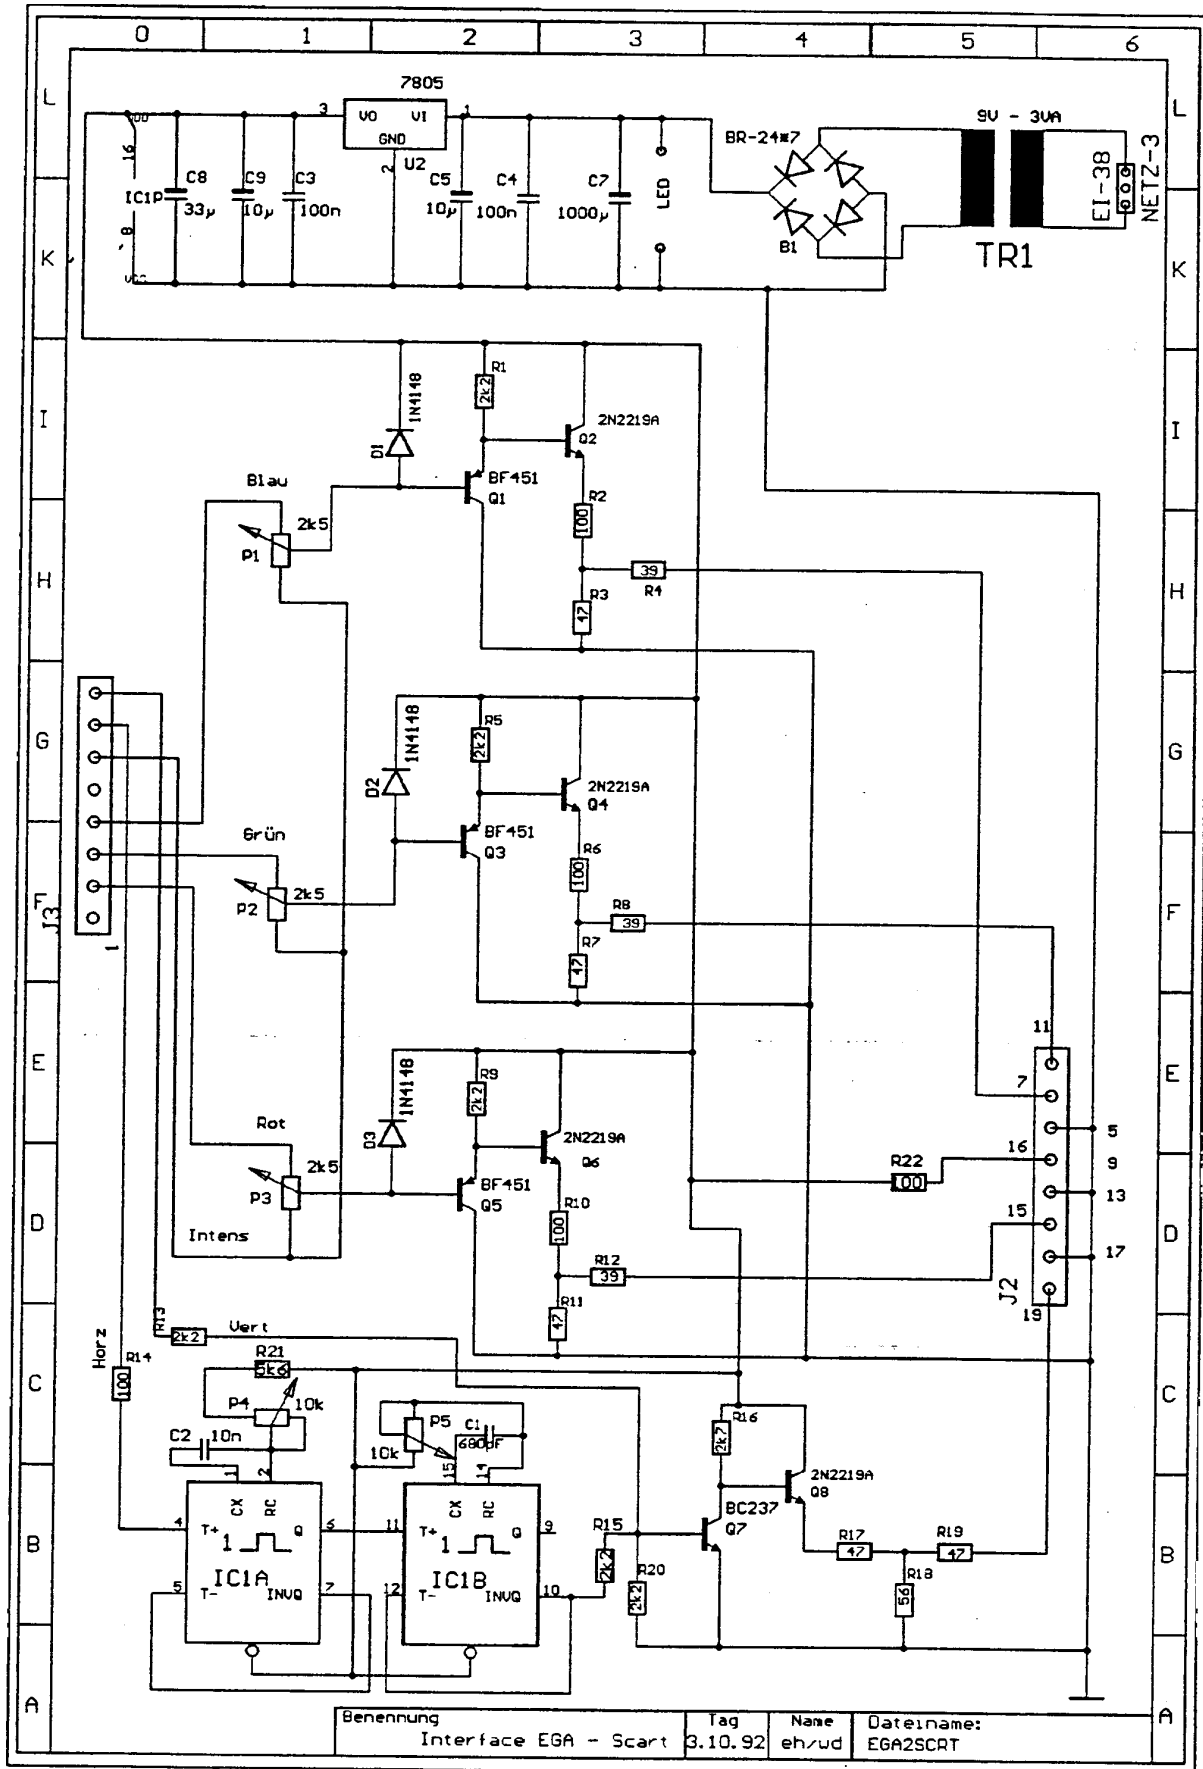 0 1 2 3 4 5 6
L L
7805
3 VO VI 1
GND
U2
2
16
IC1P
8
C8
33µ
C9
10µ
C3
100n
C5
10µ
C4
100n
C7
1000µ
LED
BR-24*7
B1
9V - 3VA
TR1
EI-38
NETZ-3
K K
I I
D1
1N4148
R1
2k2
2N2219A
Q2
BF451
Q1
R2
100
R3
47
39
R4
Blau
2k5
P1
H H
G G
D2
1N4148
R5
2k2
2N2219A
Q4
BF451
Q3
R6
100
R7
47
R8
39
Grün
2k5
P2
F F
J3
1
E E
D3
1N4148
R9
2k2
2N2219A
Q6
BF451
Q5
R10
100
R11
47
R12
39
Rot
2k5
P3
Intens
D D
11
7
5
16
9
13
15
17
19
J2
R22
100
Horz
R13
2k2
Vert
R14
100
R21
5k6
P4
10k
C2
10n
P5
10k
C1
680pF
C C
1 2
CX RC
4 T+ Q 6
1
IC1A
5 T- INVQ 7
15 14
CX RC
11 T+ Q 9
1
IC1B
12 T- INVQ 10
R15
2k2
R20
2k2
R16
2k7
BC237
Q7
2N2219A
Q8
R17
47
R18
56
R19
47
B B
A A
Benennung
Interface EGA - Scart
Tag
3.10.92
Name
eh/wd
Dateiname:
EGA2SCRT